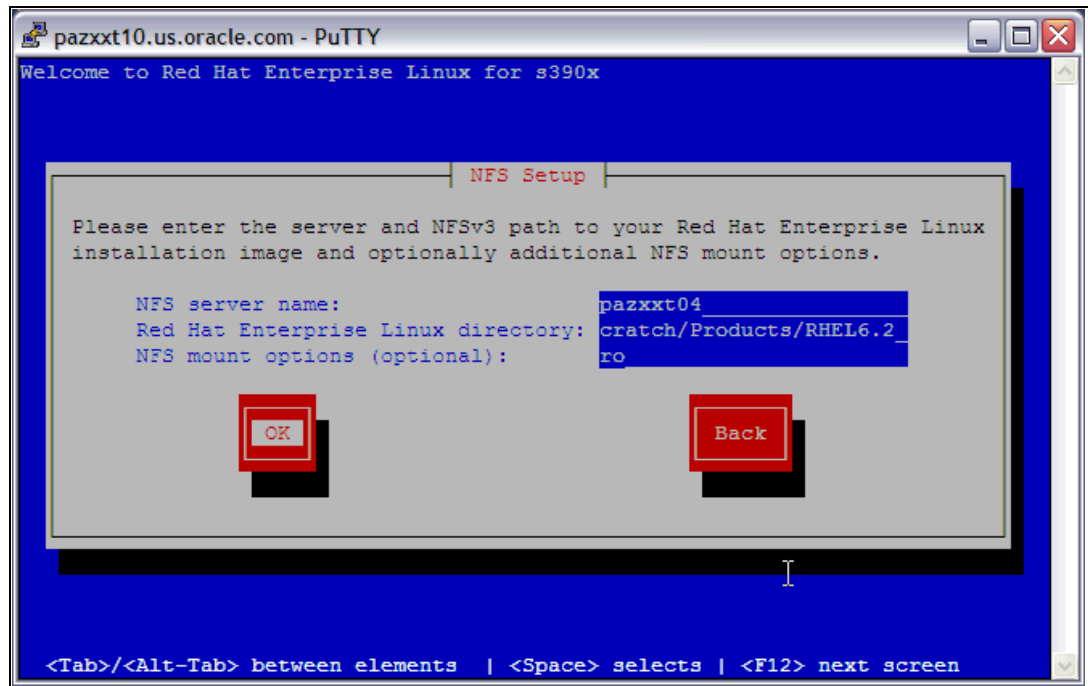 pazxxt10.us.oracle.com - PuTTY
Welcome to Red Hat Enterprise Linux for s390x
NFS Setup
Please enter the server and NFSv3 path to your Red Hat Enterprise Linux
installation image and optionally additional NFS mount options.
NFS server name: pazxxt04
Red Hat Enterprise Linux directory: cratch/Products/RHEL6.2
NFS mount options (optional): ro
OK Back
<Tab>/<Alt-Tab> between elements | <Space> selects | <F12> next screen